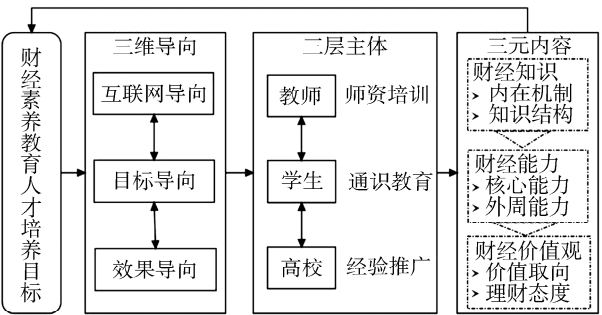 财经素养教育人才培养目标
三维导向
互联网导向
目标导向
效果导向
二层主体
教师 师资培训
学生 通识教育
高校 经验推广
三元内容
财经知识
内在机制
知识结构
财经能力
核心能力
外周能力
财经价值观
价值取向
理财态度